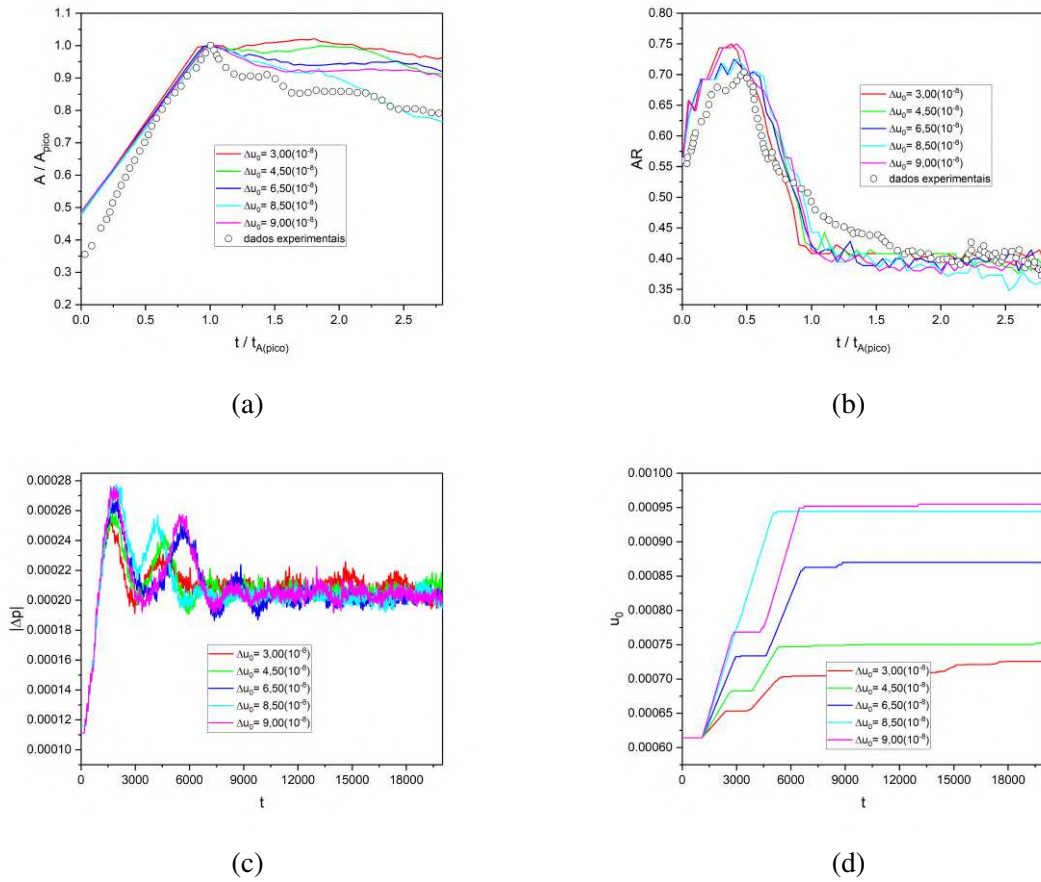 1.2
1.1
1.0
0.9
0.8
0.7
0.6
0.5
0.4
0.3
0.2
A / A_pico
Δu₀= 3,00(10⁻⁸)
Δu₀= 4,50(10⁻⁸)
Δu₀= 6,50(10⁻⁸)
Δu₀= 8,50(10⁻⁸)
Δu₀= 9,00(10⁻⁸)
dados experimentais
0.0 0.5 1.0 1.5 2.0 2.5
t / t_A(pico)
(a)
0.80
0.75
0.70
0.65
0.60
0.55
0.50
0.45
0.40
0.35
AR
Δu₀= 3,00(10⁻⁸)
Δu₀= 4,50(10⁻⁸)
Δu₀= 6,50(10⁻⁸)
Δu₀= 8,50(10⁻⁸)
Δu₀= 9,00(10⁻⁸)
dados experimentais
0.0 0.5 1.0 1.5 2.0 2.5
t / t_A(pico)
(b)
0.00028
0.00026
0.00024
0.00022
0.00020
0.00018
0.00016
0.00014
0.00012
0.00010
|Δp|
Δu₀= 3,00(10⁻⁸)
Δu₀= 4,50(10⁻⁸)
Δu₀= 6,50(10⁻⁸)
Δu₀= 8,50(10⁻⁸)
Δu₀= 9,00(10⁻⁸)
0 3000 6000 9000 12000 15000 18000
t
(c)
0.00100
0.00095
0.00090
0.00085
0.00080
0.00075
0.00070
0.00065
0.00060
u₀
Δu₀= 3,00(10⁻⁸)
Δu₀= 4,50(10⁻⁸)
Δu₀= 6,50(10⁻⁸)
Δu₀= 8,50(10⁻⁸)
Δu₀= 9,00(10⁻⁸)
0 3000 6000 9000 12000 15000 18000
t
(d)